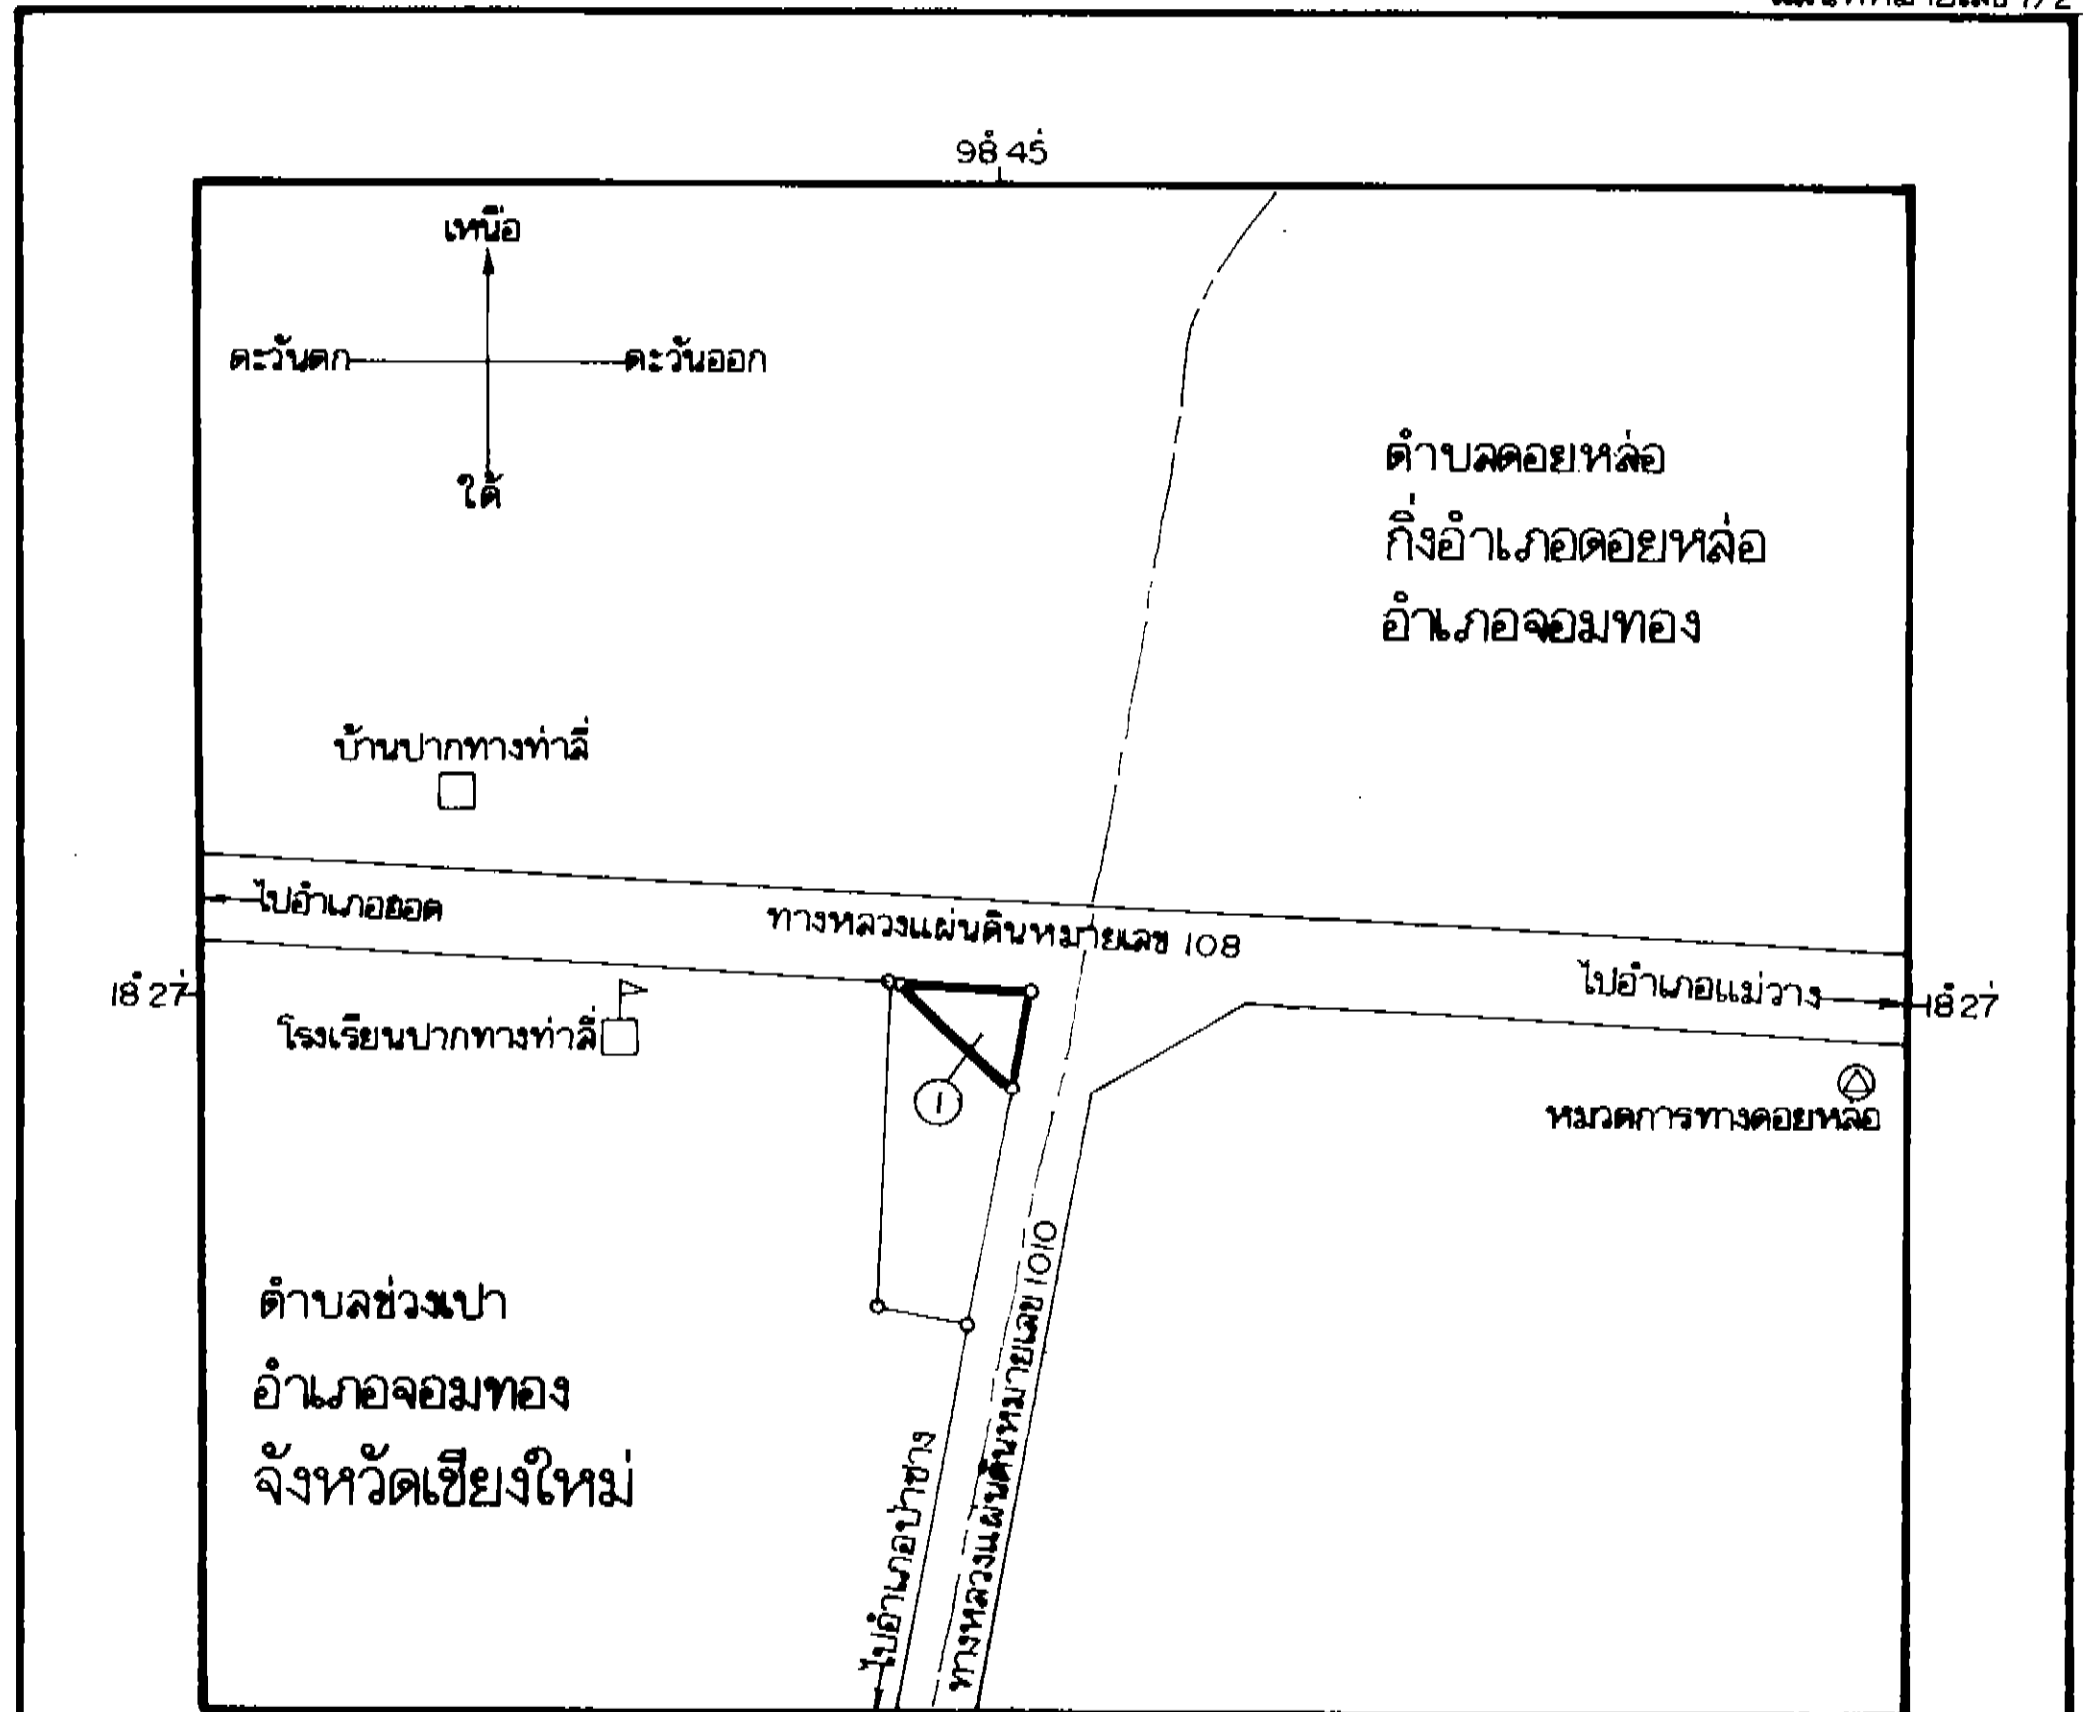 98° 45'
เหนือ
ตะวันตก
ตะวันออก
ใต้
ตำบลดอยหล่อ
กิ่งอำเภอดอยหล่อ
อำเภอจอมทอง
บ้านปากทางท่าลี่
ไปอำเภอฮอด
ทางหลวงแผ่นดินหมายเลข 108
ไปอำเภอแม่วาง
18° 27'
18° 27'
โรงเรียนปากทางท่าลี่
1
หมวดการทางดอยหล่อ
ทางหลวงแผ่นดินหมายเลข 1010
ตำบลข่วงเปา
อำเภอจอมทอง
จังหวัดเชียงใหม่
ไปอำเภอป่าซาง